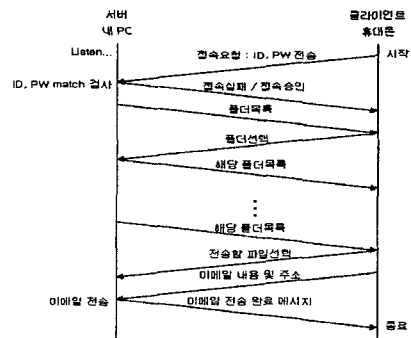 서버
내 PC
클라이언트
휴대폰
Listen...
접속요청 : ID, PW 전송
시작
ID, PW match 검사
접속실패 / 접속승인
폴더목록
폴더선택
해당 폴더목록
해당 폴더목록
전송할 파일선택
이메일 내용 및 주소
이메일 전송
이메일 전송 완료 메시지
종료